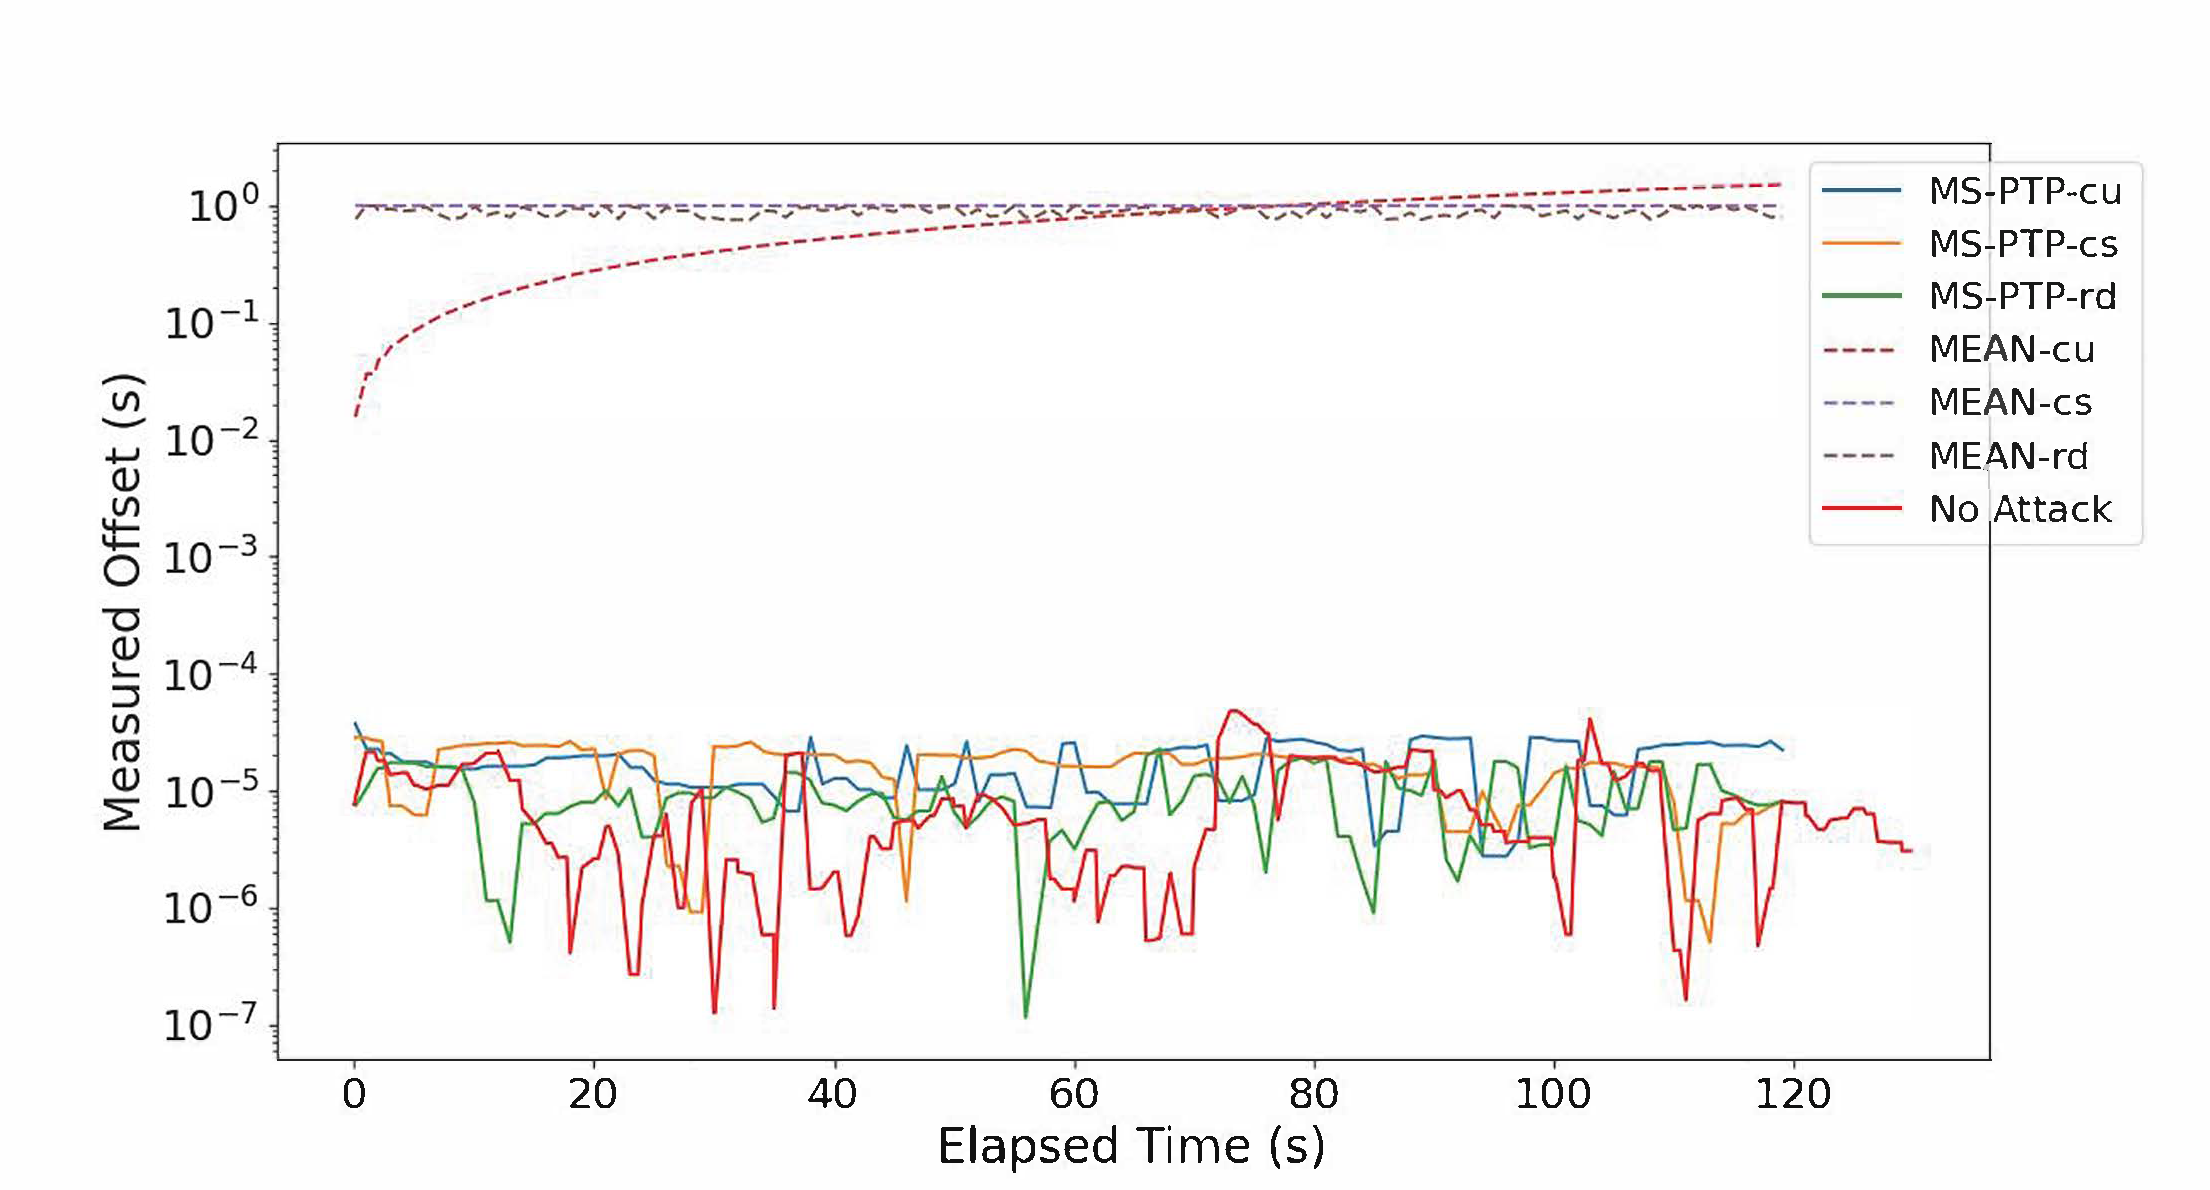 Measured Offset (s)
10⁰
10⁻¹
10⁻²
10⁻³
10⁻⁴
10⁻⁵
10⁻⁶
10⁻⁷
0 20 40 60 80 100 120
Elapsed Time (s)
MS-PTP-cu
MS-PTP-cs
MS-PTP-rd
MEAN-cu
MEAN-cs
MEAN-rd
No Attack